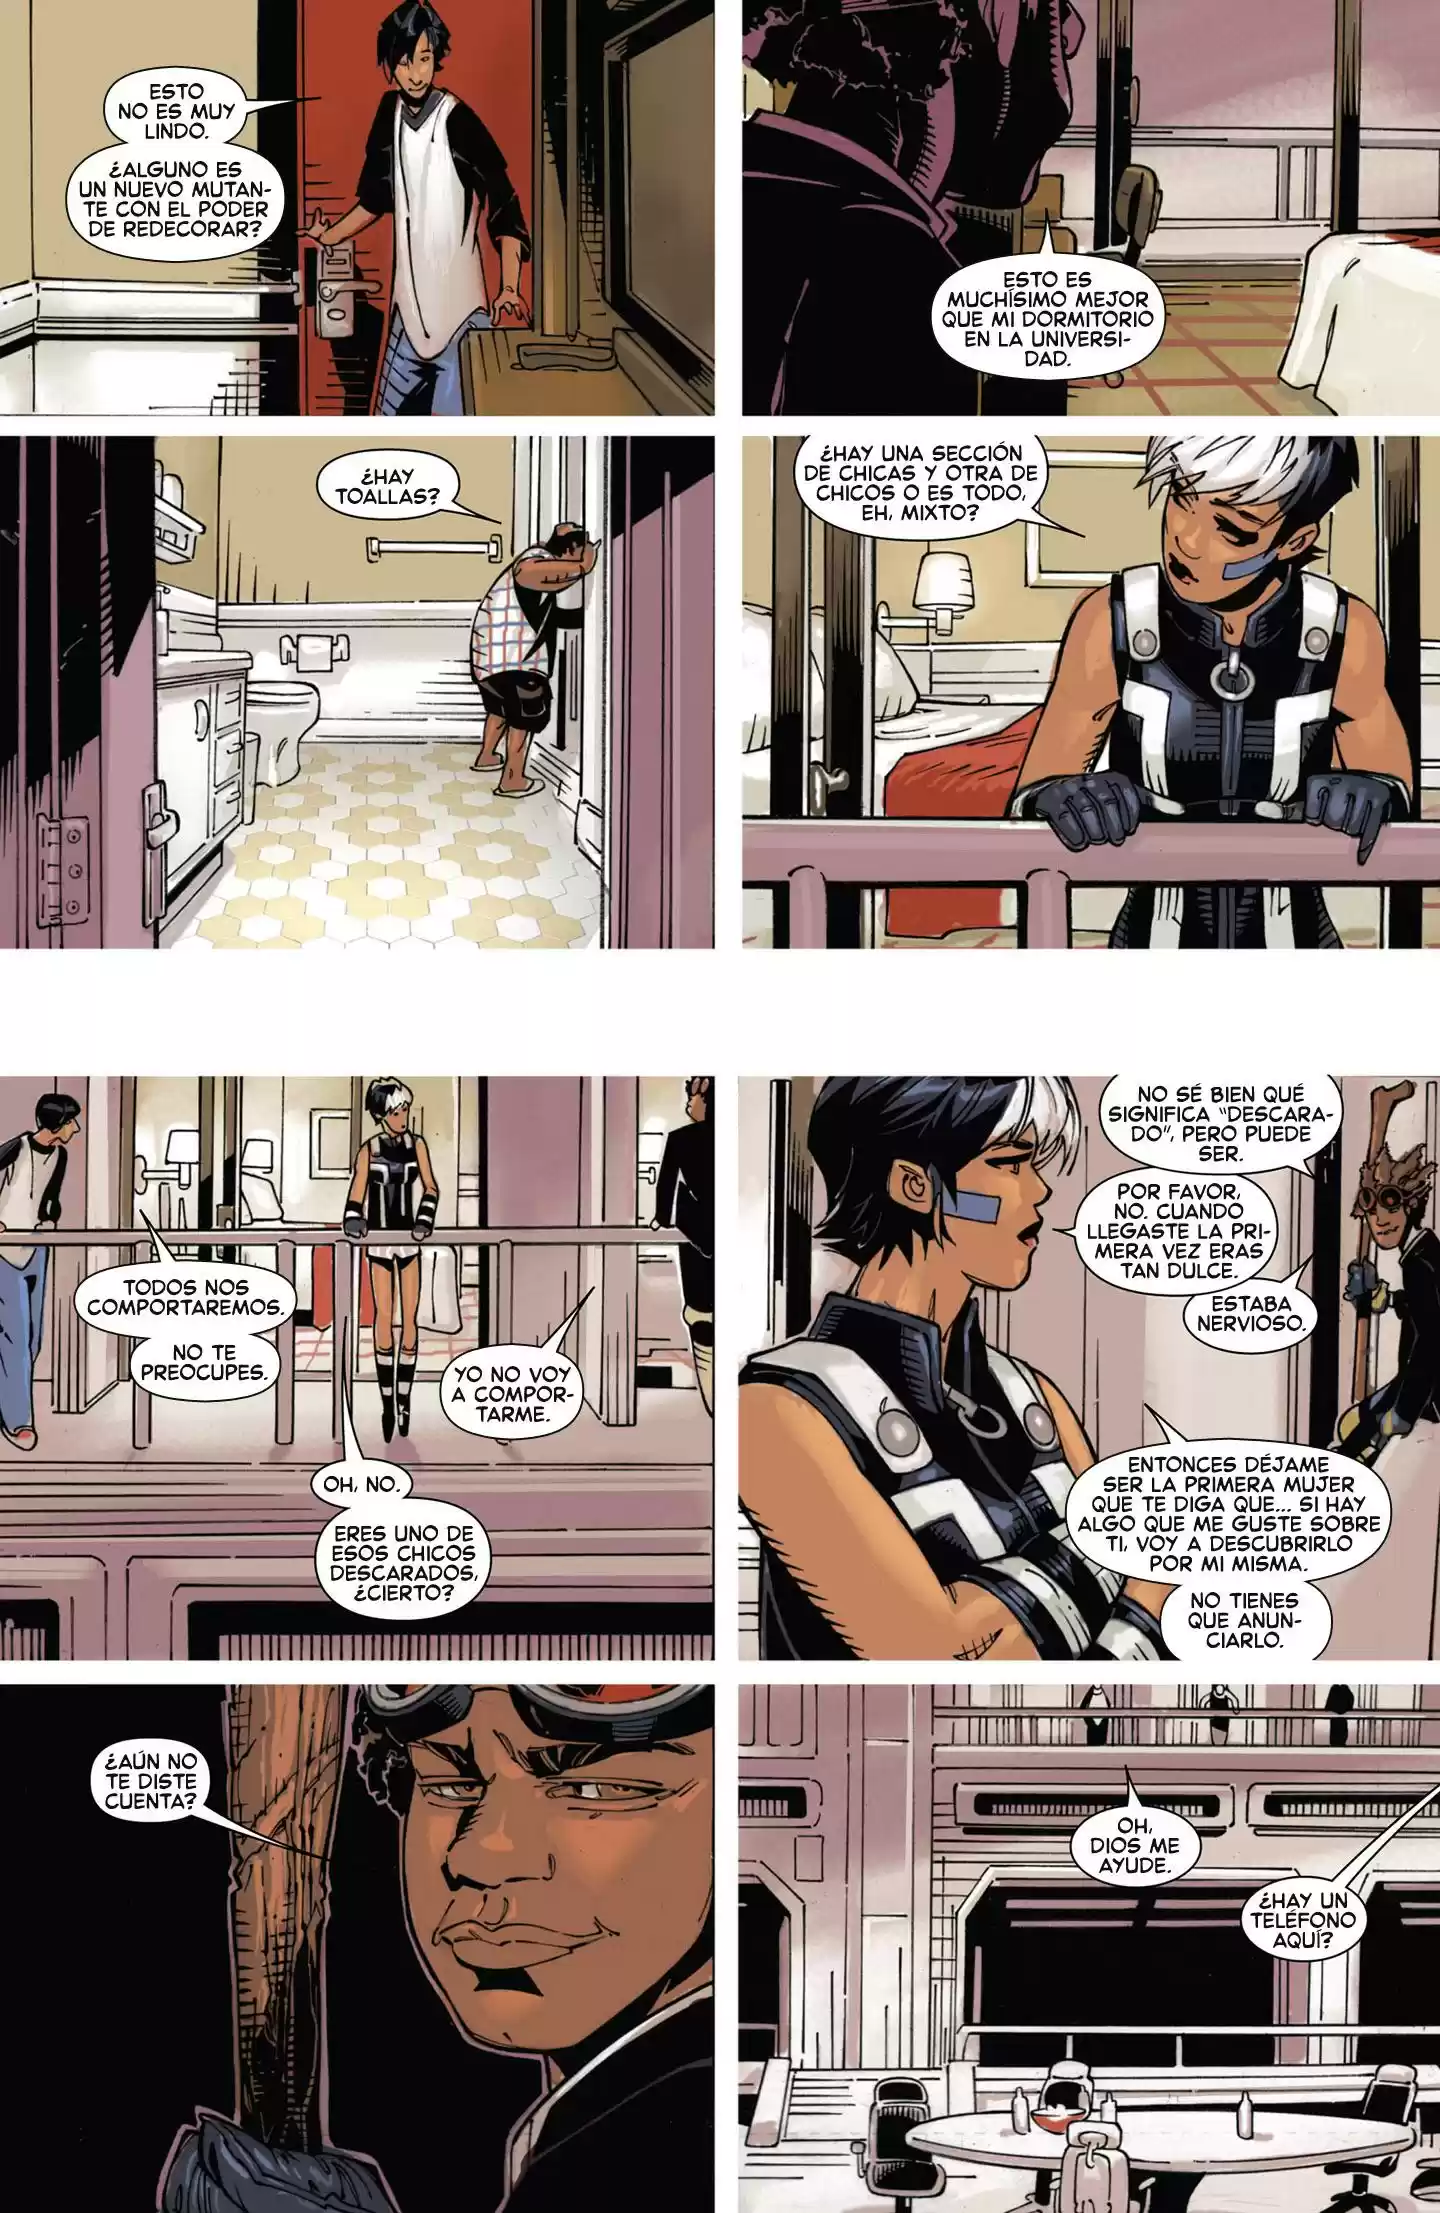 ESTO
NO ES MUY
LINDO.
¿ALGUNO ES
UN NUEVO MUTAN-
TE CON EL PODER
DE REDECORAR?
ESTO ES
MUCHÍSIMO MEJOR
QUE MI DORMITORIO
EN LA UNIVERSI-
DAD.
¿HAY
TOALLAS?
¿HAY UNA SECCIÓN
DE CHICAS Y OTRA DE
CHICOS O ES TODO,
EH, MIXTO?
TODOS NOS
COMPORTAREMOS.
NO TE
PREOCUPES.
YO NO VOY
A COMPOR-
TARME.
OH, NO.
ERES UNO DE
ESOS CHICOS
DESCARADOS,
¿CIERTO?
NO SÉ BIEN QUÉ
SIGNIFICA "DESCARA-
DO", PERO PUEDE
SER.
POR FAVOR,
NO. CUANDO
LLEGASTE LA PRI-
MERA VEZ ERAS
TAN DULCE.
ESTABA
NERVIOSO.
ENTONCES DÉJAME
SER LA PRIMERA MUJER
QUE TE DIGA QUE... SI HAY
ALGO QUE ME GUSTE SOBRE
TI, VOY A DESCUBRIRLO
POR MI MISMA.
NO TIENES
QUE ANUN-
CIARLO.
¿AÚN NO
TE DISTE
CUENTA?
OH,
DIOS ME
AYUDE.
¿HAY UN
TELÉFONO
AQUÍ?